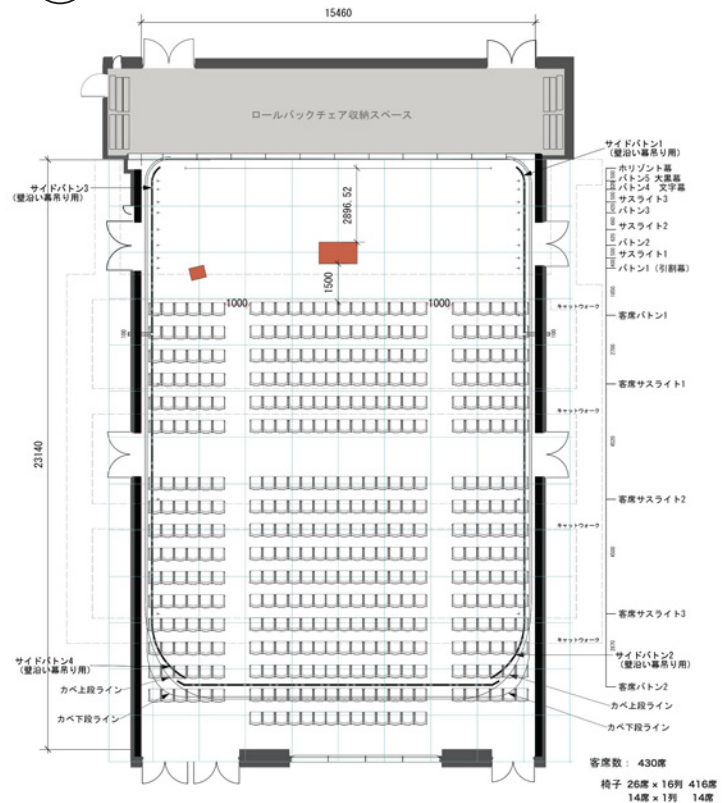 15460
ロールバックチェア収納スペース
サイドバトン1
(壁沿い幕吊り用)
サイドバトン3
(壁沿い幕吊り用)
ホリゾント幕
バトン5 大黒幕
バトン4 文字幕
サスライト3
バトン3
サスライト2
バトン2
サスライト1
バトン1（引割幕）
2896.52
1500
1000
1000
キャットウォーク
客席バトン1
100
100
客席サスライト1
キャットウォーク
23140
客席サスライト2
キャットウォーク
客席サスライト3
キャットウォーク
サイドバトン4
(壁沿い幕吊り用)
サイドバトン2
(壁沿い幕吊り用)
カベ上段ライン
客席バトン2
カベ上段ライン
カベ下段ライン
カベ下段ライン
客席数： 430席
椅子 26席 × 16列 416席
14席 × 1列 14席